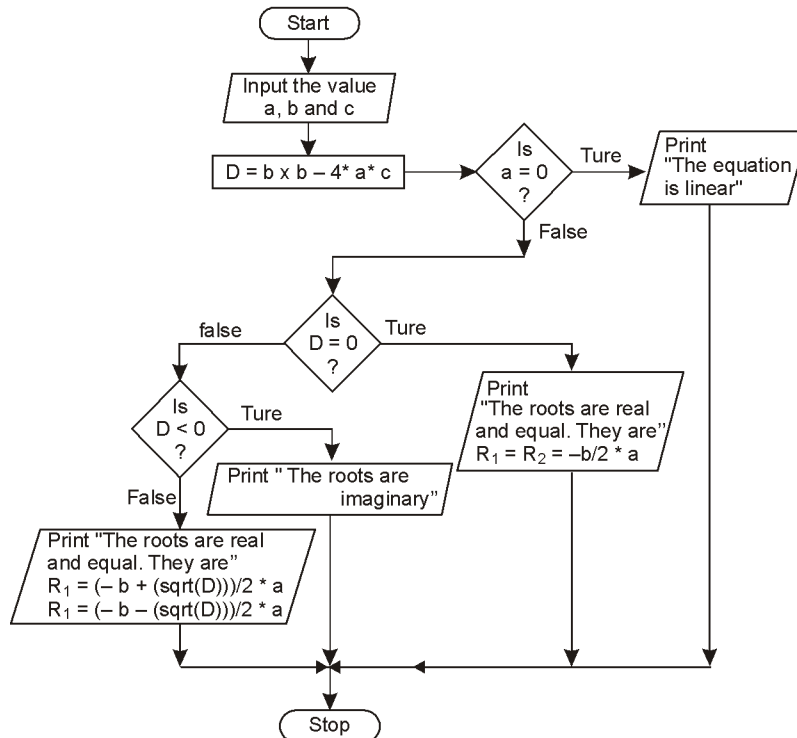 Start
Input the value
a, b and c
D = b x b – 4* a* c
Is
a = 0
?
Ture
Print
"The equation
is linear"
False
Is
D = 0
?
Ture
Print
"The roots are real
and equal. They are”
R₁ = R₂ = –b/2 * a
false
Is
D < 0
?
Ture
Print " The roots are
imaginary”
False
Print "The roots are real
and equal. They are”
R₁ = (– b + (sqrt(D)))/2 * a
R₁ = (– b – (sqrt(D)))/2 * a
Stop